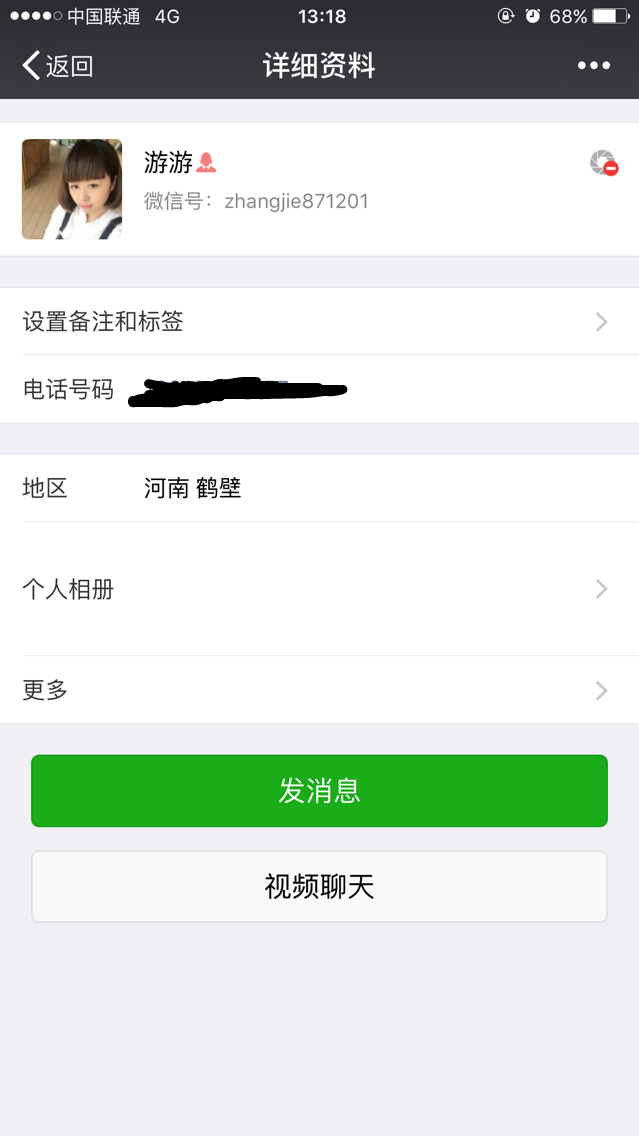 中国联通 4G 13:18 68%
返回 详细资料
游游
微信号：zhangjie871201
设置备注和标签
电话号码
地区 河南 鹤壁
个人相册
更多
发消息
视频聊天